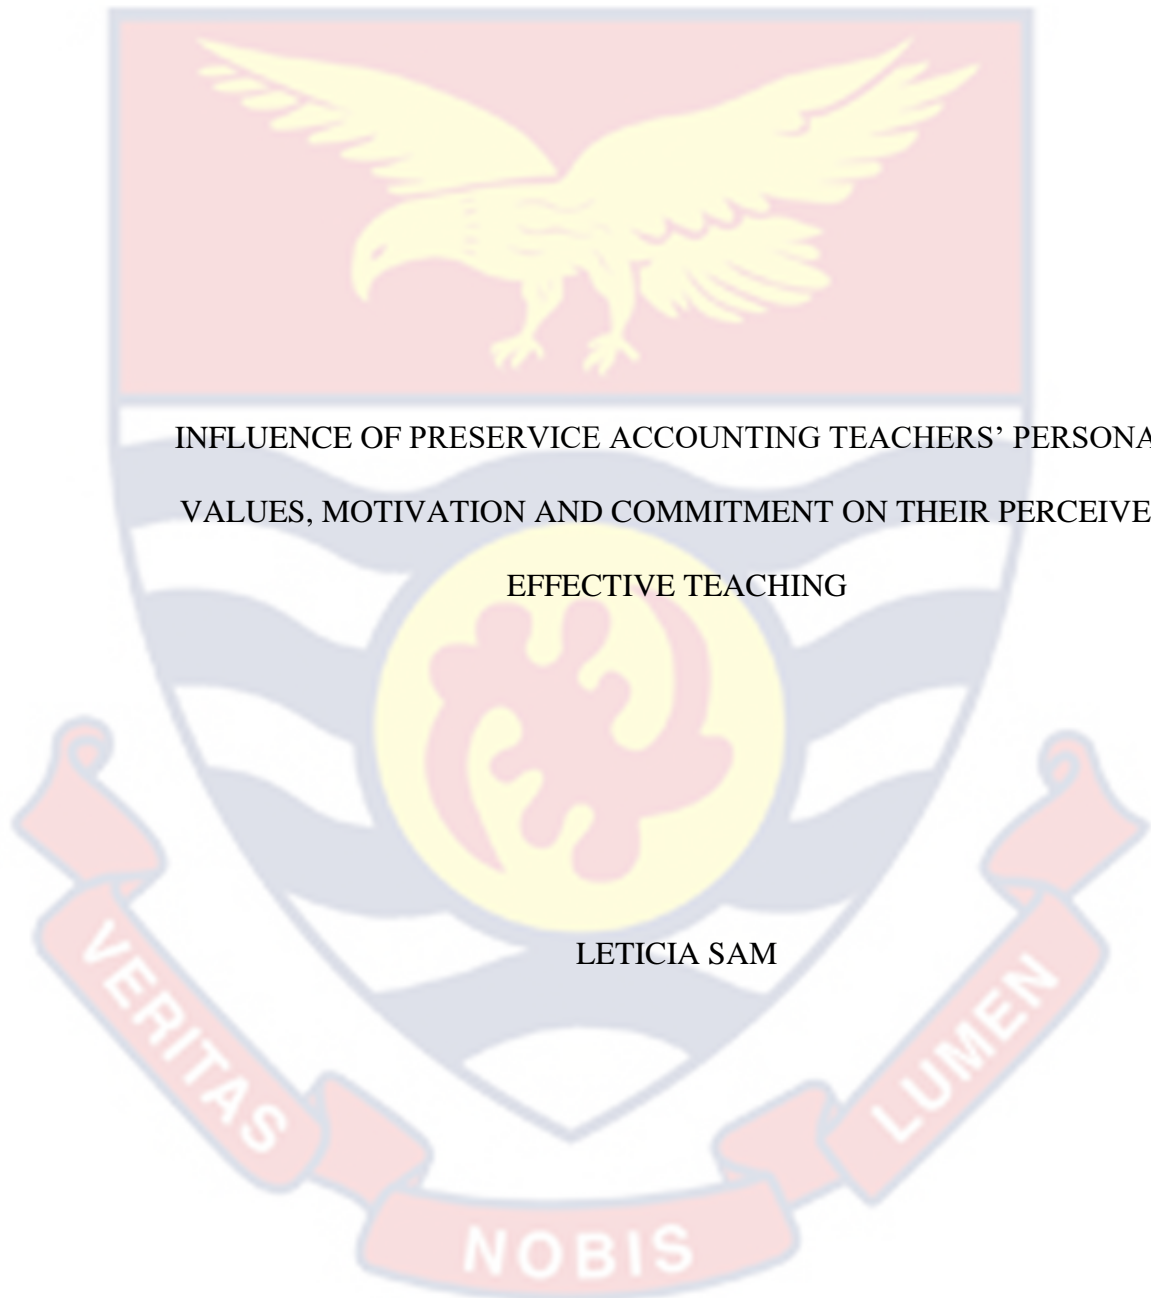 INFLUENCE OF PRESERVICE ACCOUNTING TEACHERS’ PERSONA
VALUES, MOTIVATION AND COMMITMENT ON THEIR PERCEIVE
EFFECTIVE TEACHING
LETICIA SAM
VERITAS
NOBIS
LUMEN